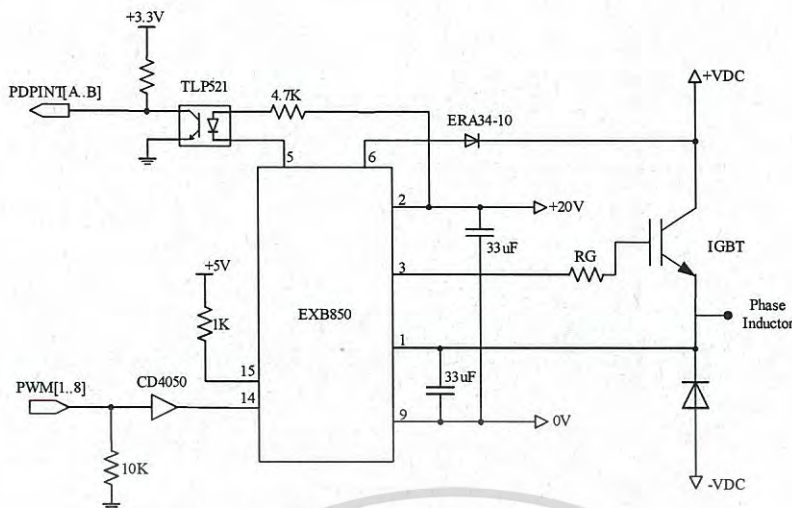 +3.3V
PDPINT[A..B]
TLP521
4.7K
ERA34-10
+VDC
5
6
2
+20V
33uF
IGBT
3
RG
+5V
1K
EXB850
Phase
Inductor
1
15
33uF
PWM[1..8]
CD4050
14
9
0V
10K
-VDC